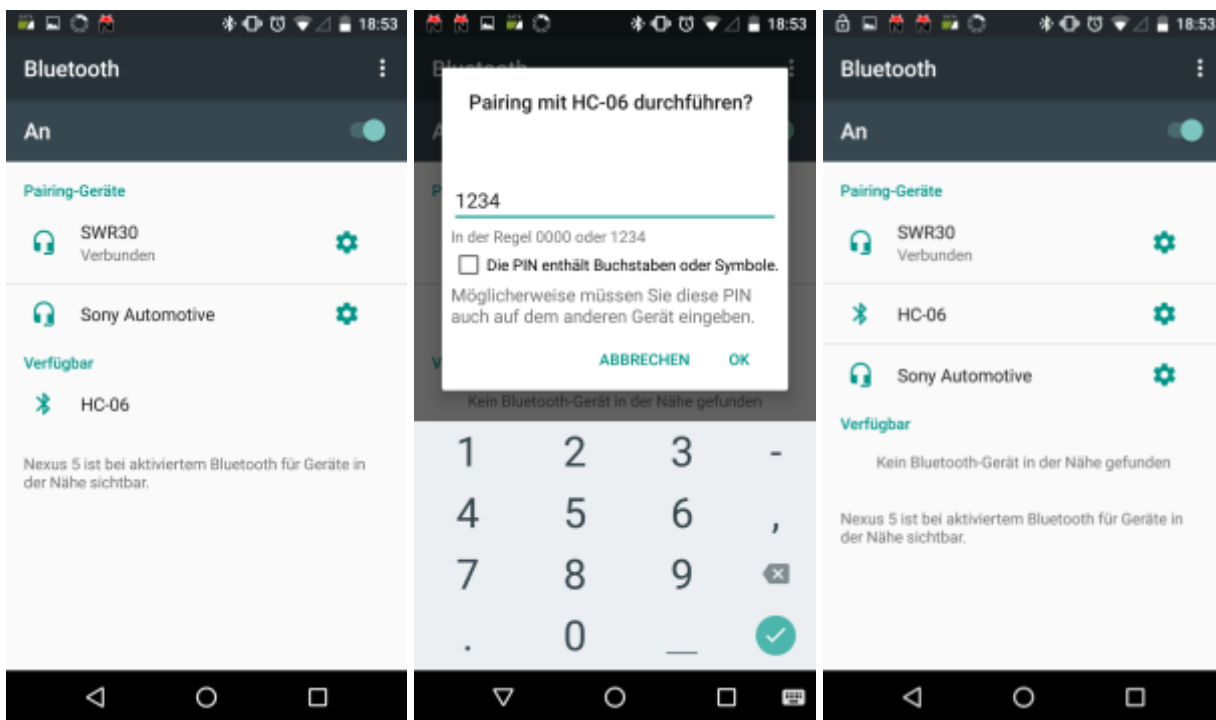 18:53
Bluetooth
An
Pairing-Geräte
SWR30
Verbunden
Sony Automotive
Verfügbar
HC-06
Nexus 5 ist bei aktiviertem Bluetooth für Geräte in
der Nähe sichtbar.
18:53
Bluetooth
Pairing mit HC-06 durchführen?
A
P
1234
In der Regel 0000 oder 1234
Die PIN enthält Buchstaben oder Symbole.
Möglicherweise müssen Sie diese PIN
auch auf dem anderen Gerät eingeben.
V
ABBRECHEN OK
Kein Bluetooth-Gerät in der Nähe gefunden
1 2 3 -
4 5 6 ,
7 8 9
. 0 _
18:53
Bluetooth
An
Pairing-Geräte
SWR30
Verbunden
HC-06
Sony Automotive
Verfügbar
Kein Bluetooth-Gerät in der Nähe gefunden
Nexus 5 ist bei aktiviertem Bluetooth für Geräte in
der Nähe sichtbar.